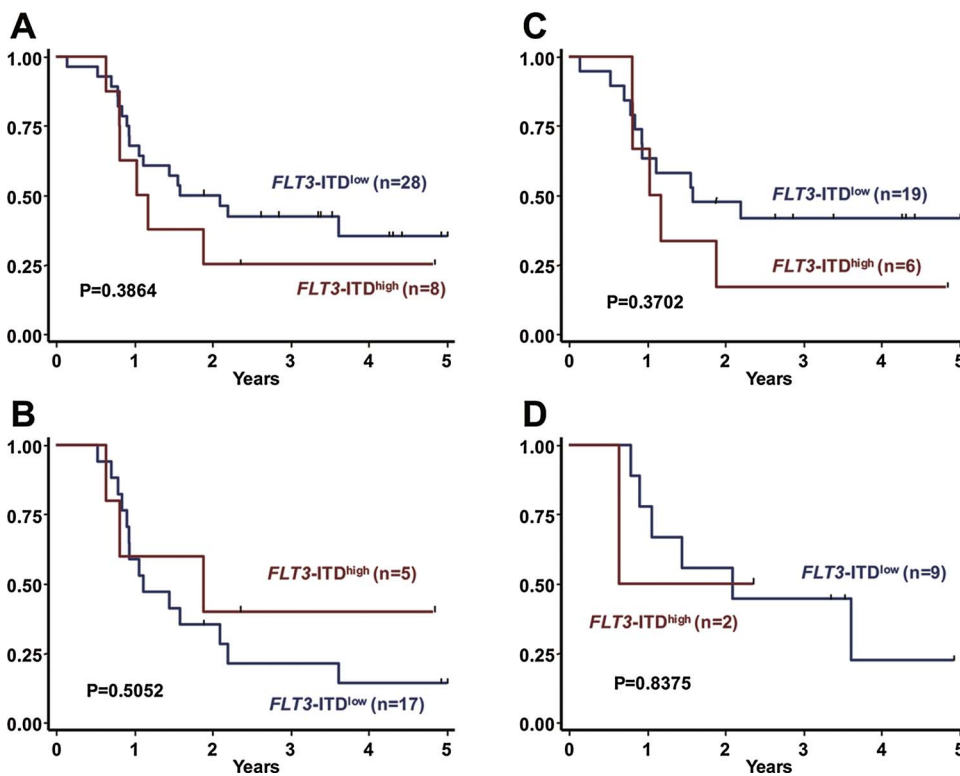 A
1.00
0.75
0.50
0.25
0.00
FLT3-ITDlow (n=28)
FLT3-ITDhigh (n=8)
P=0.3864
0 1 2 3 4 5
Years
C
1.00
0.75
0.50
0.25
0.00
FLT3-ITDlow (n=19)
FLT3-ITDhigh (n=6)
P=0.3702
0 1 2 3 4 5
Years
B
1.00
0.75
0.50
0.25
0.00
FLT3-ITDhigh (n=5)
P=0.5052
FLT3-ITDlow (n=17)
0 1 2 3 4 5
Years
D
1.00
0.75
0.50
0.25
0.00
FLT3-ITDlow (n=9)
FLT3-ITDhigh (n=2)
P=0.8375
0 1 2 3 4 5
Years